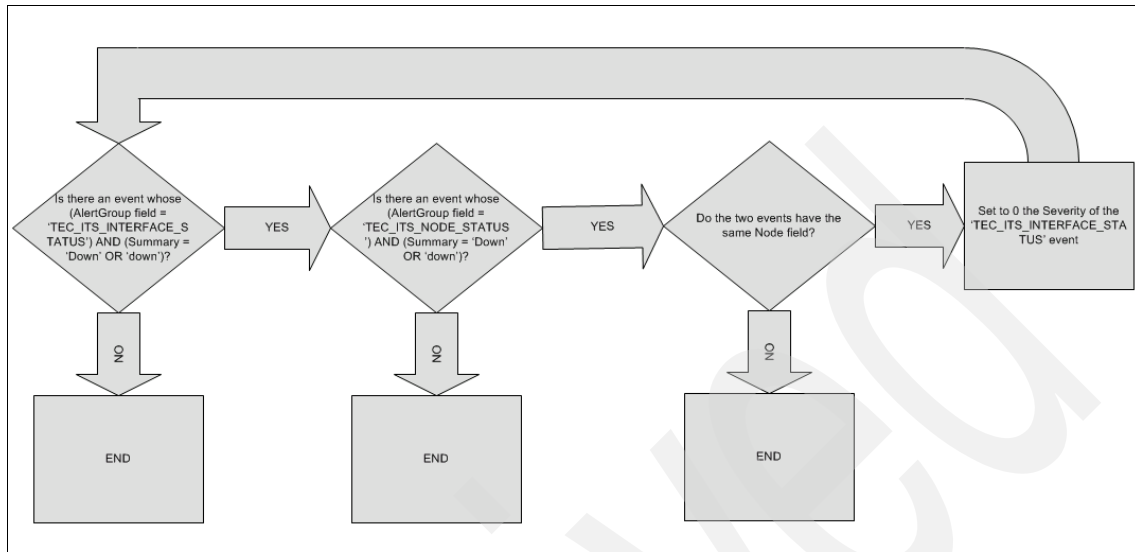 Is there an event whose
(AlertGroup field =
‘TEC_ITS_INTERFACE_S
TATUS’) AND (Summary =
‘Down’ OR ‘down’)?
YES
Is there an event whose
(AlertGroup field =
‘TEC_ITS_NODE_STATUS
’) AND (Summary = ‘Down’
OR ‘down’)?
YES
Do the two events have the
same Node field?
YES
Set to 0 the Severity of the
‘TEC_ITS_INTERFACE_STA
TUS’ event
NO
NO
NO
END
END
END